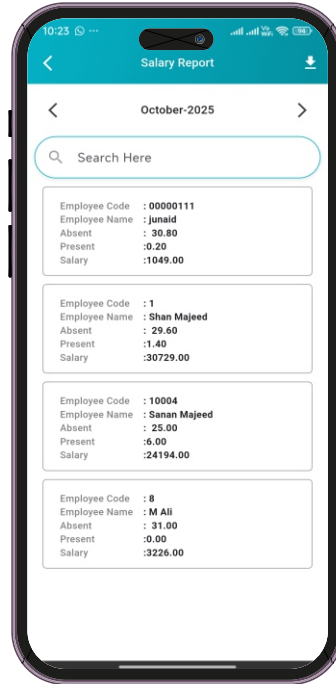 10:23 ... Vo WiFi 94
Salary Report
October-2025
Search Here
Employee Code : 00000111
Employee Name : junaid
Absent : 30.80
Present :0.20
Salary :1049.00
Employee Code : 1
Employee Name : Shan Majeed
Absent : 29.60
Present :1.40
Salary :30729.00
Employee Code : 10004
Employee Name : Sanan Majeed
Absent : 25.00
Present :6.00
Salary :24194.00
Employee Code : 8
Employee Name : M Ali
Absent : 31.00
Present :0.00
Salary :3226.00